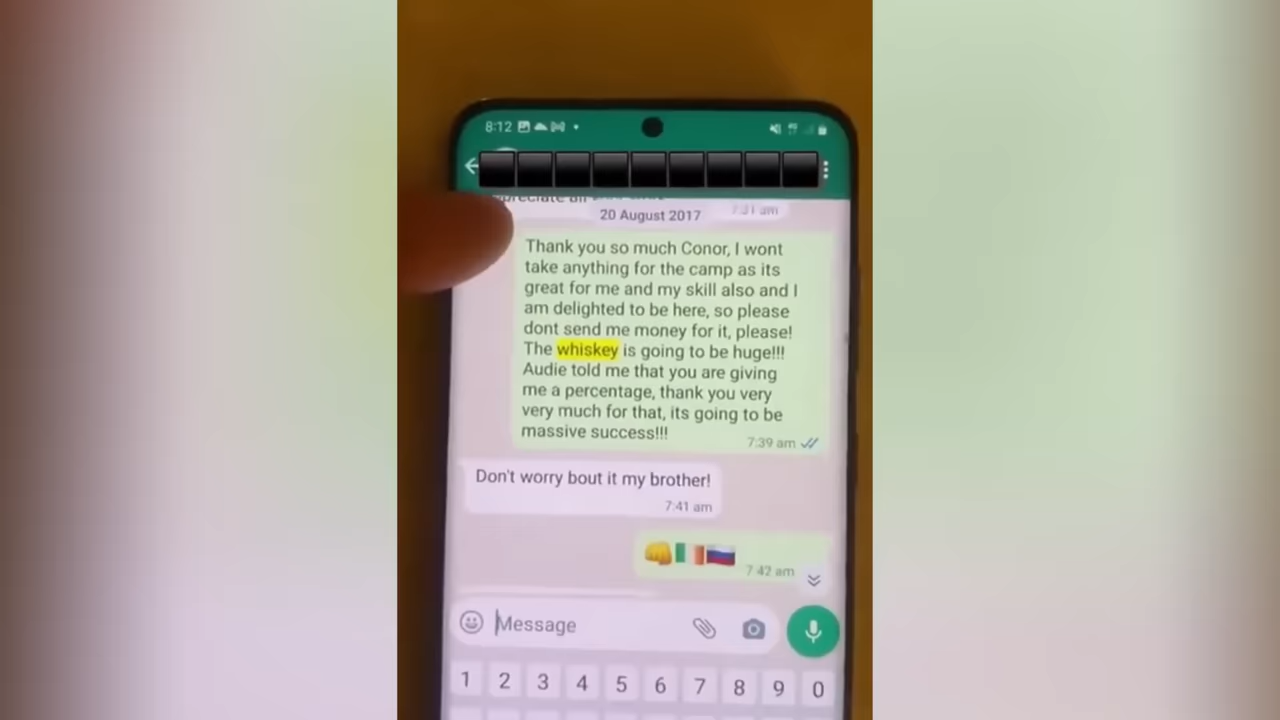 8:12
20 August 2017
7:31 am
Thank you so much Conor, I wont
take anything for the camp as its
great for me and my skill also and I
am delighted to be here, so please
dont send me money for it, please!
The whiskey is going to be huge!!!
Audie told me that you are giving
me a percentage, thank you very
very much for that, its going to be
massive success!!!
7:39 am
Don't worry bout it my brother!
7:41 am
7:42 am
Message
1 2 3 4 5 6 7 8 9 0